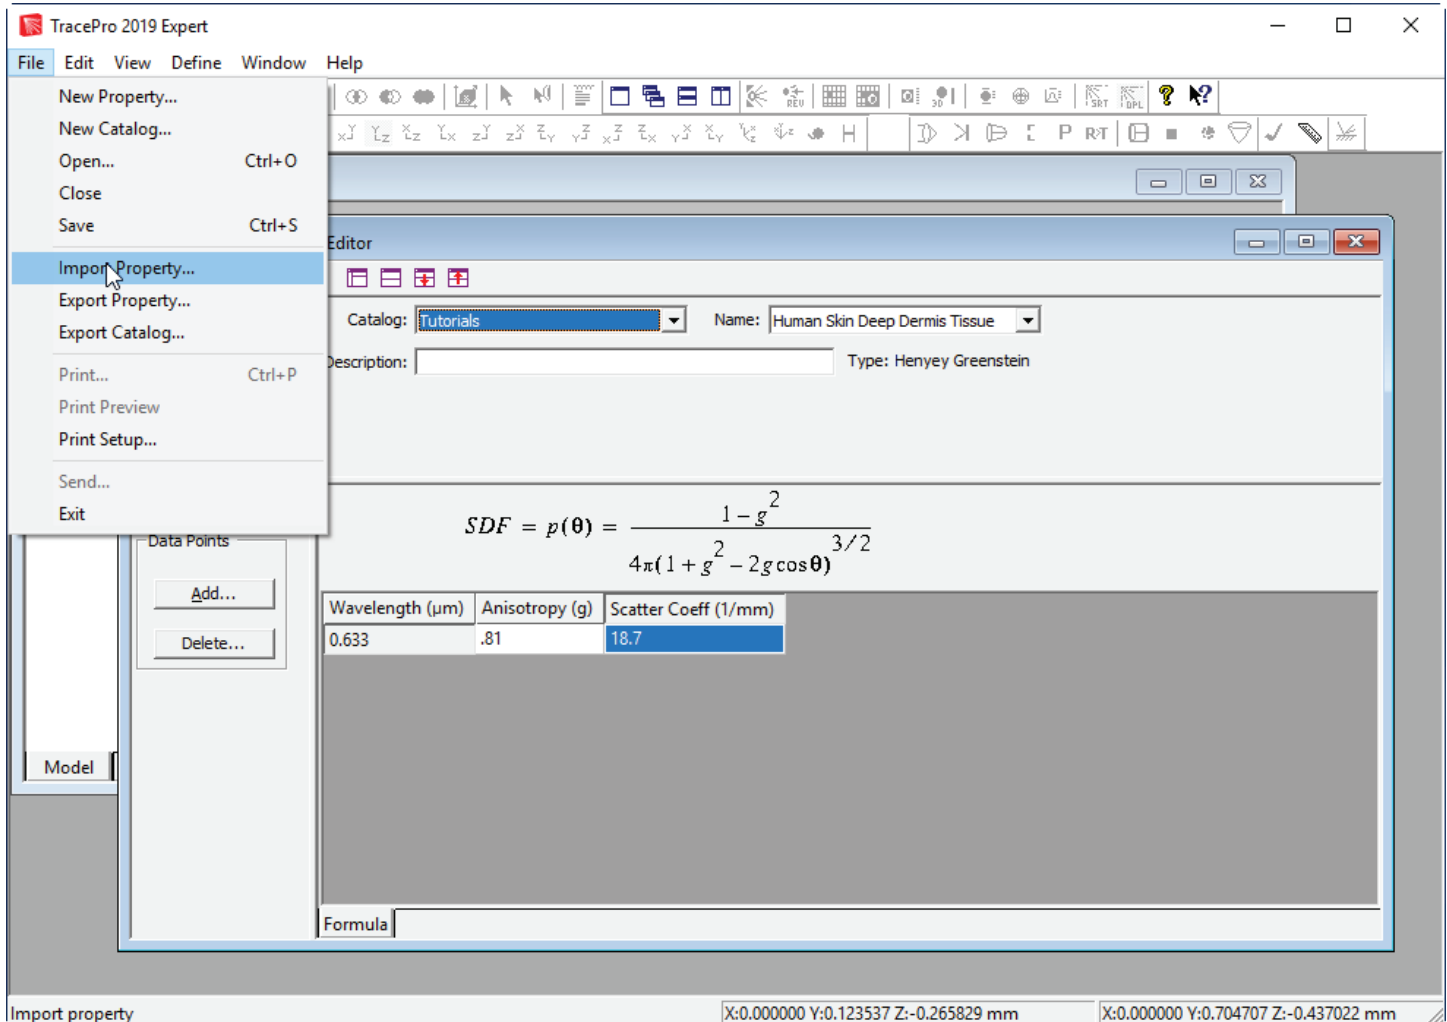 TracePro 2019 Expert
File Edit View Define Window Help
New Property...
New Catalog...
Open... Ctrl+O
Close
Save Ctrl+S
Import Property...
Export Property...
Export Catalog...
Print... Ctrl+P
Print Preview
Print Setup...
Send...
Exit
Editor
Catalog: Tutorials Name: Human Skin Deep Dermis Tissue
Description: Type: Henyey Greenstein
SDF = p(θ) = 1 − g² / 4π(1 + g² − 2g cosθ)^3/2
Data Points
Add...
Delete...
Wavelength (µm) Anisotropy (g) Scatter Coeff (1/mm)
0.633 .81 18.7
Model
Formula
Import property X:0.000000 Y:0.123537 Z:-0.265829 mm X:0.000000 Y:0.704707 Z:-0.437022 mm